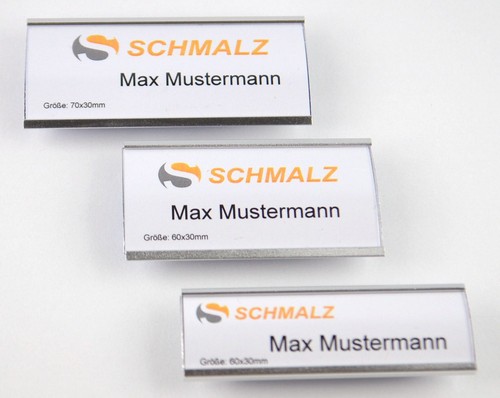 SCHMALZ
Max Mustermann
Größe: 70x30mm
SCHMALZ
Max Mustermann
Größe: 60x30mm
SCHMALZ
Max Mustermann
Größe: 60x30mm